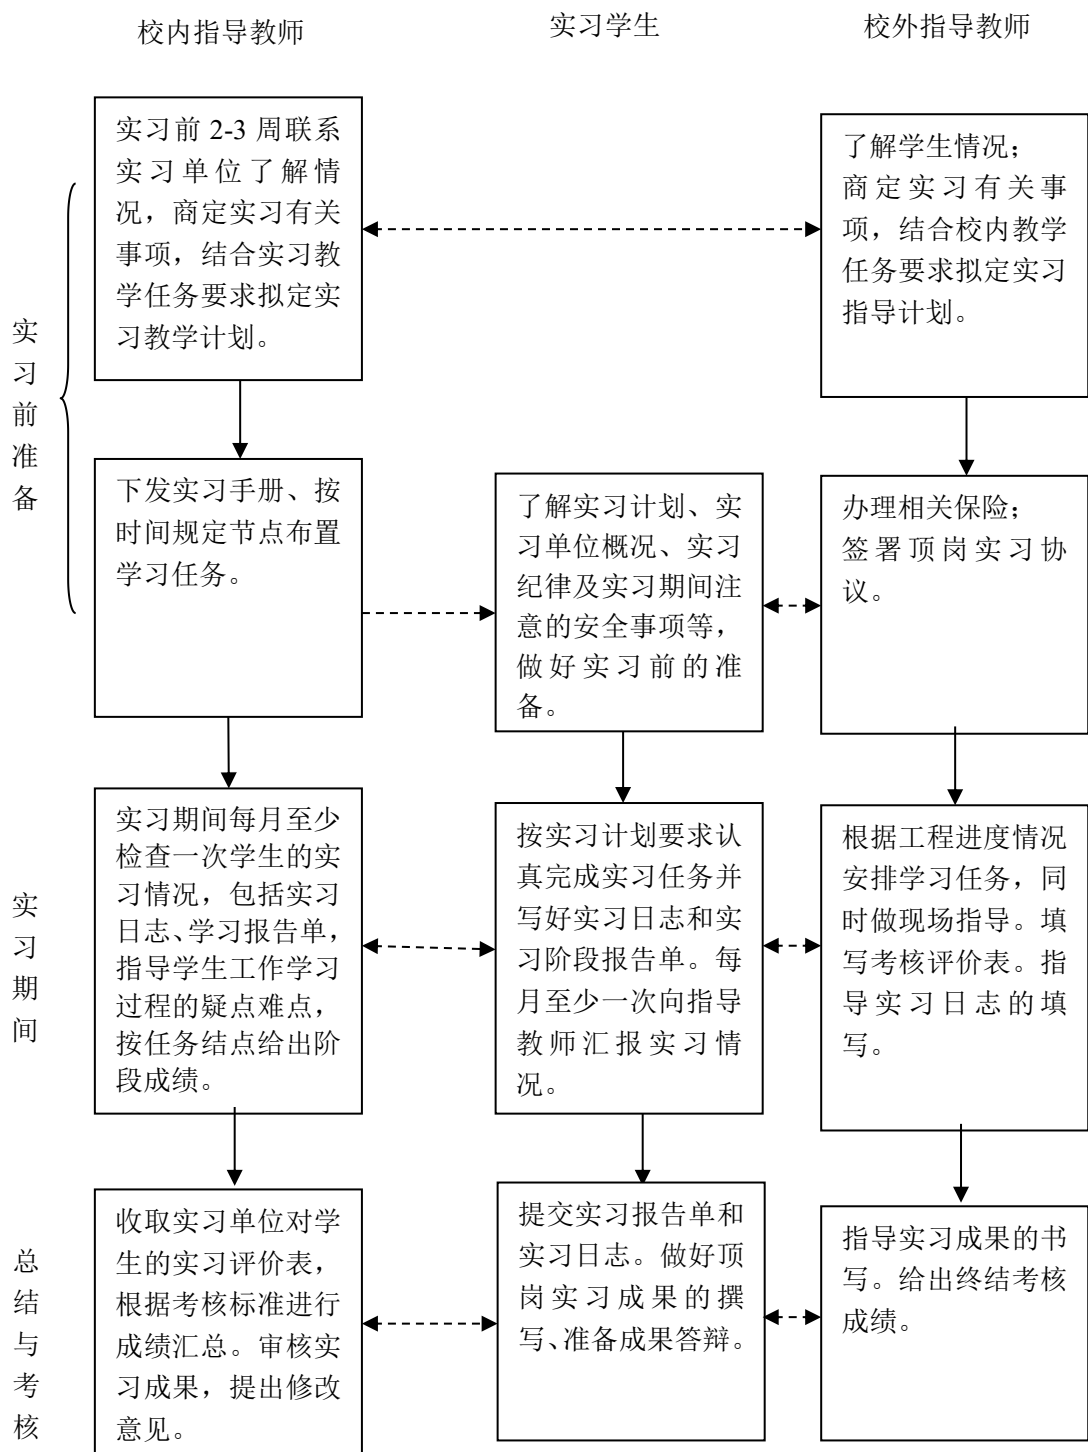 校内指导教师
实习学生
校外指导教师
实习前准备
实习前 2-3 周联系
实习单位了解情
况，商定实习有关
事项，结合实习教
学任务要求拟定实
习教学计划。
了解学生情况；
商定实习有关事
项，结合校内教学
任务要求拟定实习
指导计划。
下发实习手册、按
时间规定节点布置
学习任务。
了解实习计划、实
习单位概况、实习
纪律及实习期间注
意的安全事项等，
做好实习前的准
备。
办理相关保险；
签署顶岗实习协
议。
实习期间
实习期间每月至少
检查一次学生的实
习情况，包括实习
日志、学习报告单，
指导学生工作学习
过程的疑点难点，
按任务结点给出阶
段成绩。
按实习计划要求认
真完成实习任务并
写好实习日志和实
习阶段报告单。每
月至少一次向指导
教师汇报实习情
况。
根据工程进度情况
安排学习任务，同
时做现场指导。填
写考核评价表。指
导实习日志的填
写。
总结与考核
收取实习单位对学
生的实习评价表，
根据考核标准进行
成绩汇总。审核实
习成果，提出修改
意见。
提交实习报告单和
实习日志。做好顶
岗实习成果的撰
写、准备成果答辩。
指导实习成果的书
写。给出终结考核
成绩。